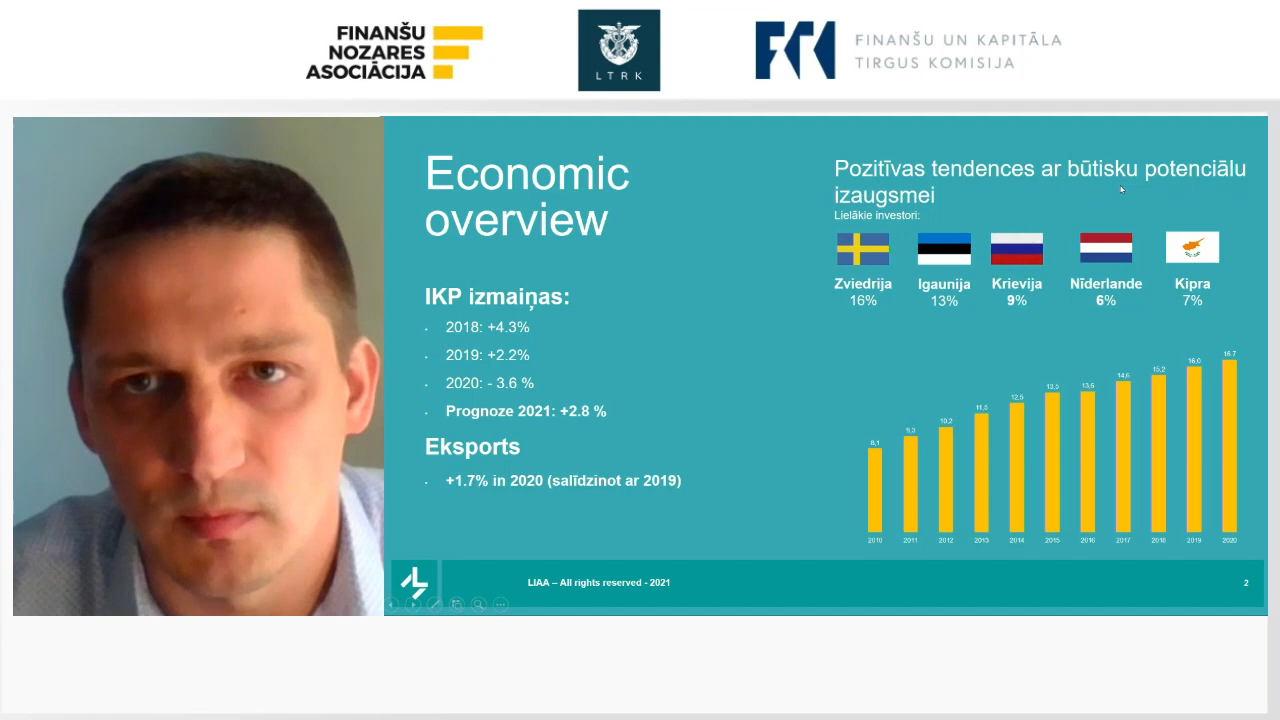 FINANŠU
NOZARES
ASOCIĀCIJA
LTRK
FINANŠU UN KAPITĀLA
TIRGUS KOMISIJA
Economic
overview
IKP izmaiņas:
2018: +4.3%
2019: +2.2%
2020: - 3.6 %
Prognoze 2021: +2.8 %
Eksports
+1.7% in 2020 (salīdzinot ar 2019)
Pozitīvas tendences ar būtisku potenciālu
izaugsmei
Lielākie investori:
Zviedrija Igaunija Krievija Nīderlande Kipra
16% 13% 9% 6% 7%
8,1 9,3 10,2 11,5 12,5 13,5 13,6 14,6 15,2 16,0 16,7
2010 2011 2012 2013 2014 2015 2016 2017 2018 2019 2020
LIAA – All rights reserved - 2021
2